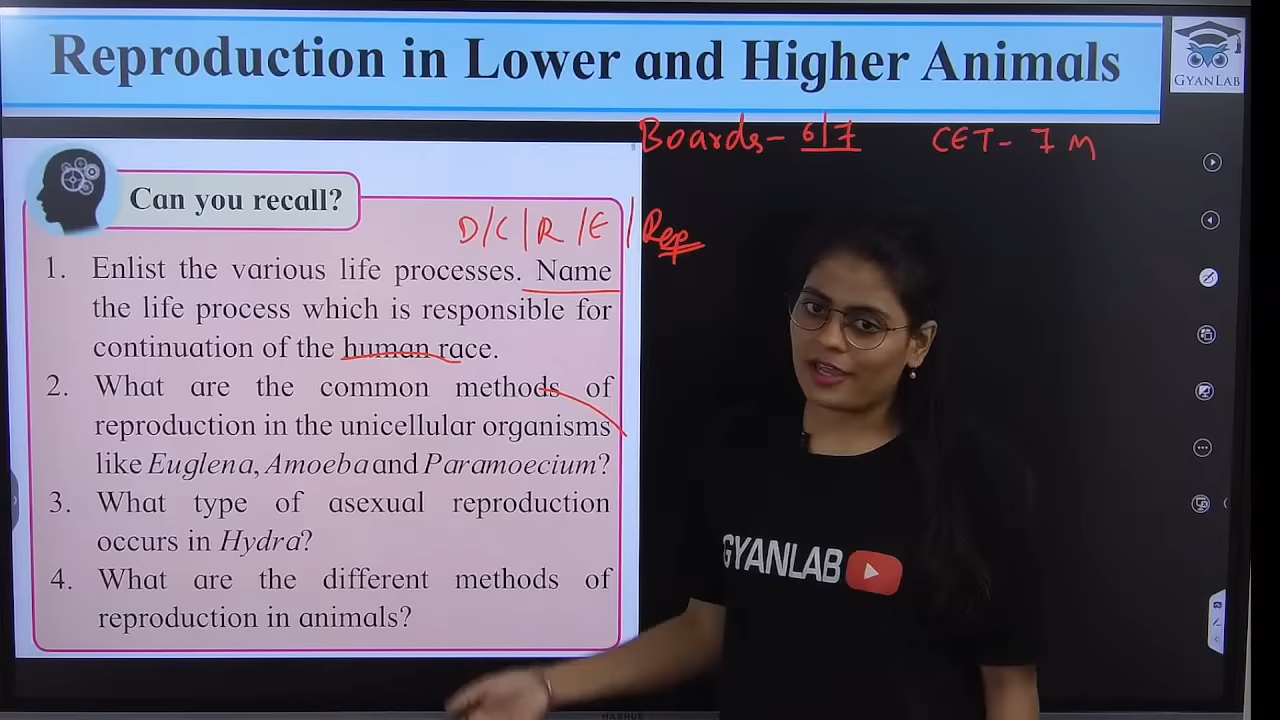 Reproduction in Lower and Higher Animals
GYANLAB
Boards- 6/7 CET- 7 M
Can you recall?
D/C/R/E/Rep
1. Enlist the various life processes. Name
the life process which is responsible for
continuation of the human race.
2. What are the common methods of
reproduction in the unicellular organisms
like Euglena, Amoeba and Paramoecium?
3. What type of asexual reproduction
occurs in Hydra?
4. What are the different methods of
reproduction in animals?
GYANLAB
MAXHUB